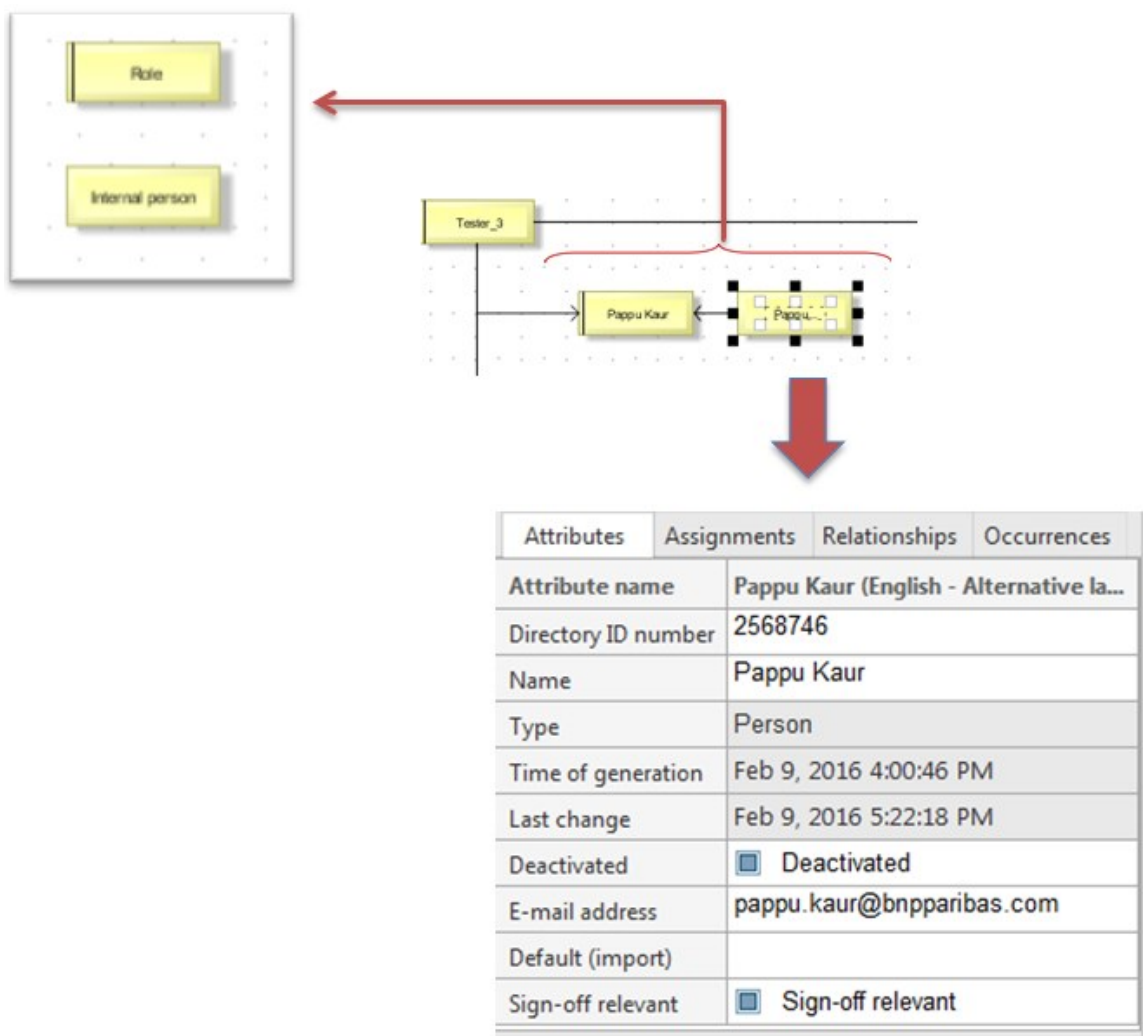 Role
Internal person
Tester_3
Pappu Kaur
Pappu...
Attributes Assignments Relationships Occurrences
Attribute name Pappu Kaur (English - Alternative la...
Directory ID number 2568746
Name Pappu Kaur
Type Person
Time of generation Feb 9, 2016 4:00:46 PM
Last change Feb 9, 2016 5:22:18 PM
Deactivated Deactivated
E-mail address pappu.kaur@bnpparibas.com
Default (import)
Sign-off relevant Sign-off relevant